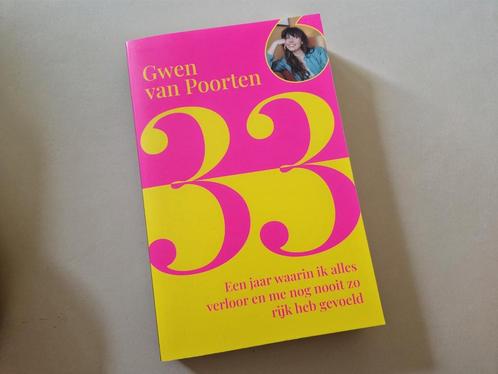 Gwen
van Poorten
33
Een jaar waarin ik alles
verloor en me nog nooit zo
rijk heb gevoeld